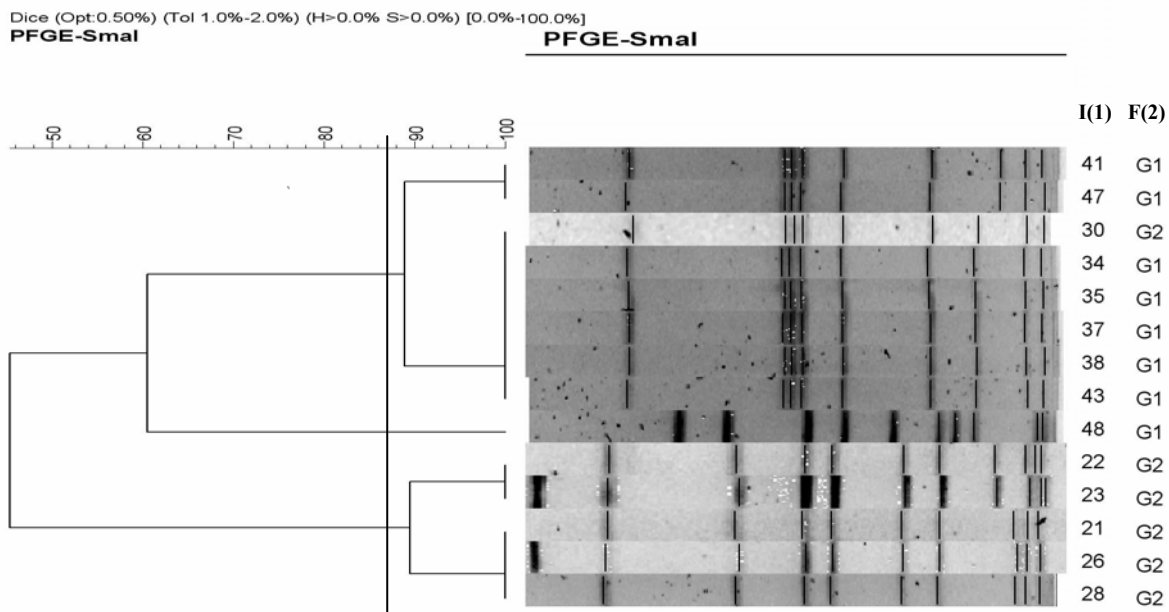 Dice (Opt:0.50%) (Tol 1.0%-2.0%) (H>0.0% S>0.0%) [0.0%-100.0%]
PFGE-SmaI PFGE-SmaI
I(1) F(2)
50 60 70 80 90 100
41 G1
47 G1
30 G2
34 G1
35 G1
37 G1
38 G1
43 G1
48 G1
22 G2
23 G2
21 G2
26 G2
28 G2